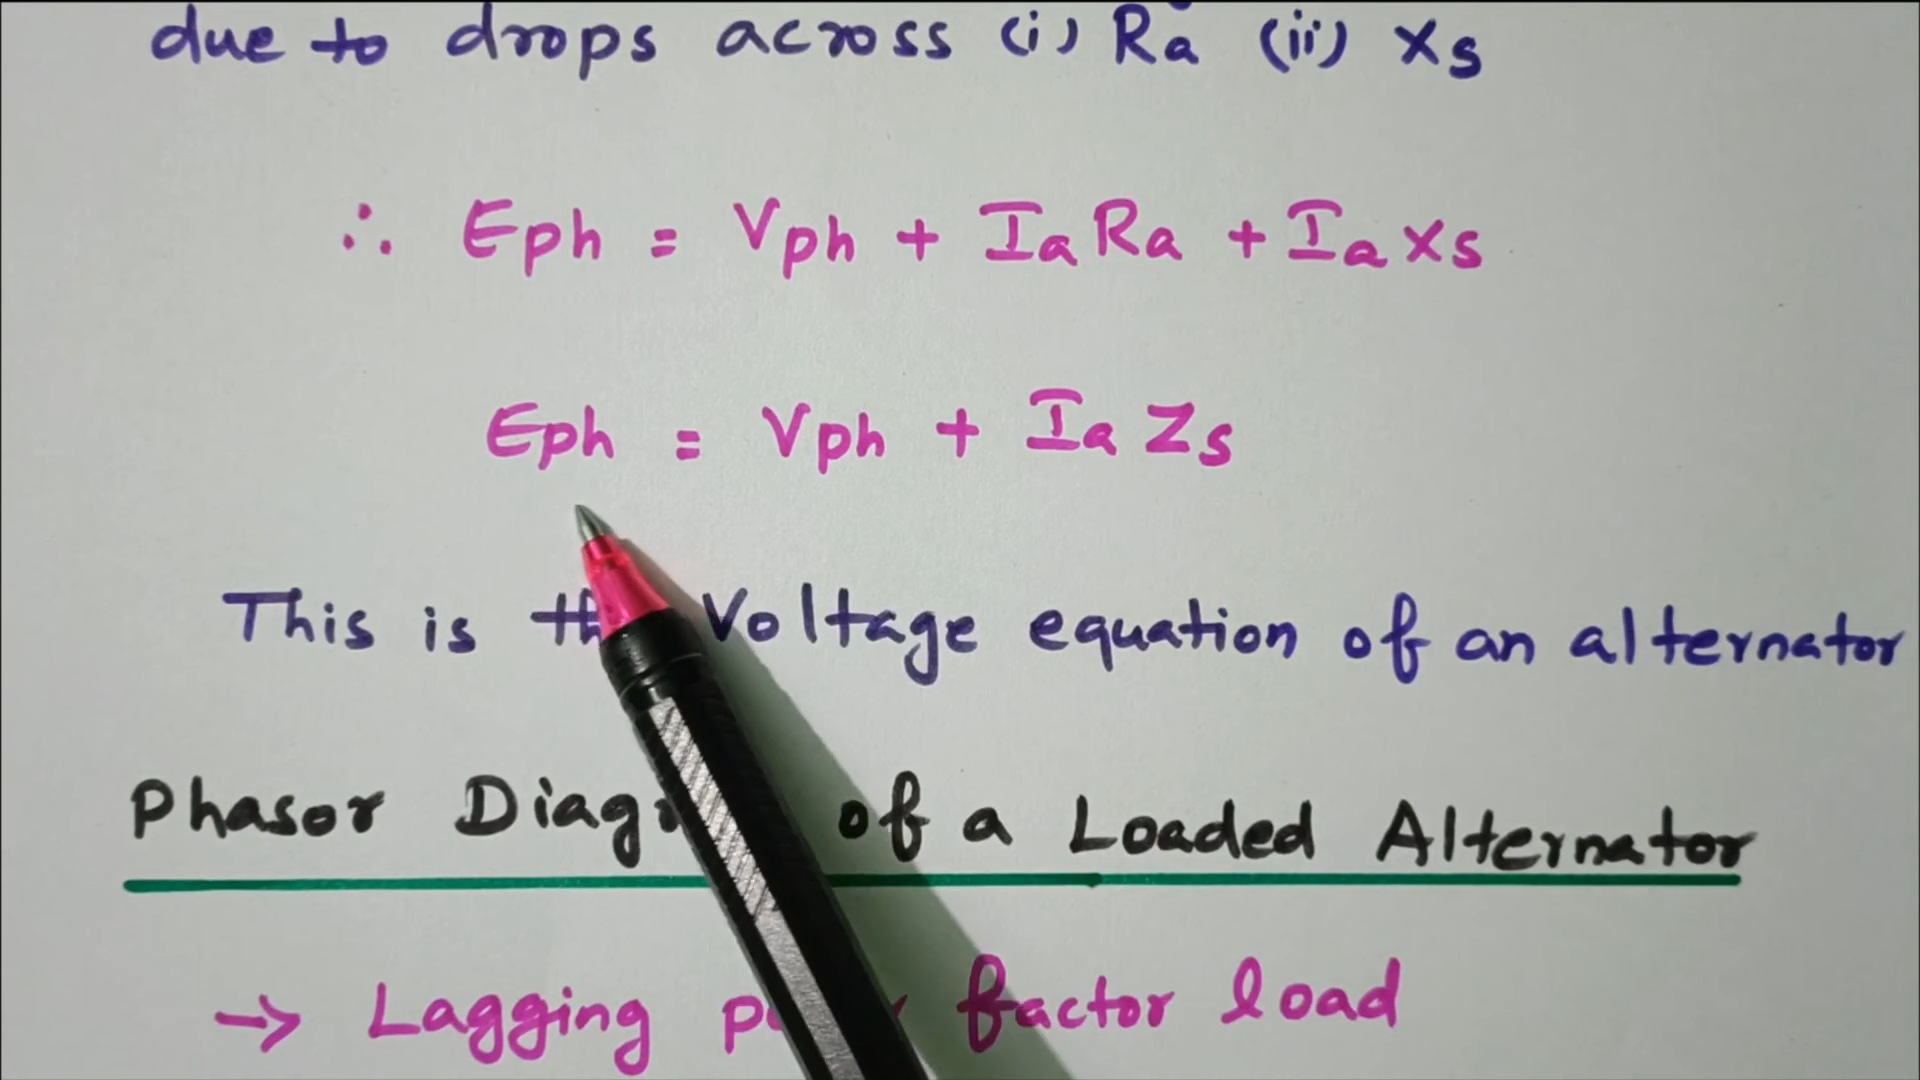 due to drops across (i) Ra (ii) Xs
∴ Eph = Vph + IaRa + IaXs
Eph = Vph + IaZs
This is Voltage equation of an alternator
Phasor of a Loaded Alternator
→ Lagging factor load